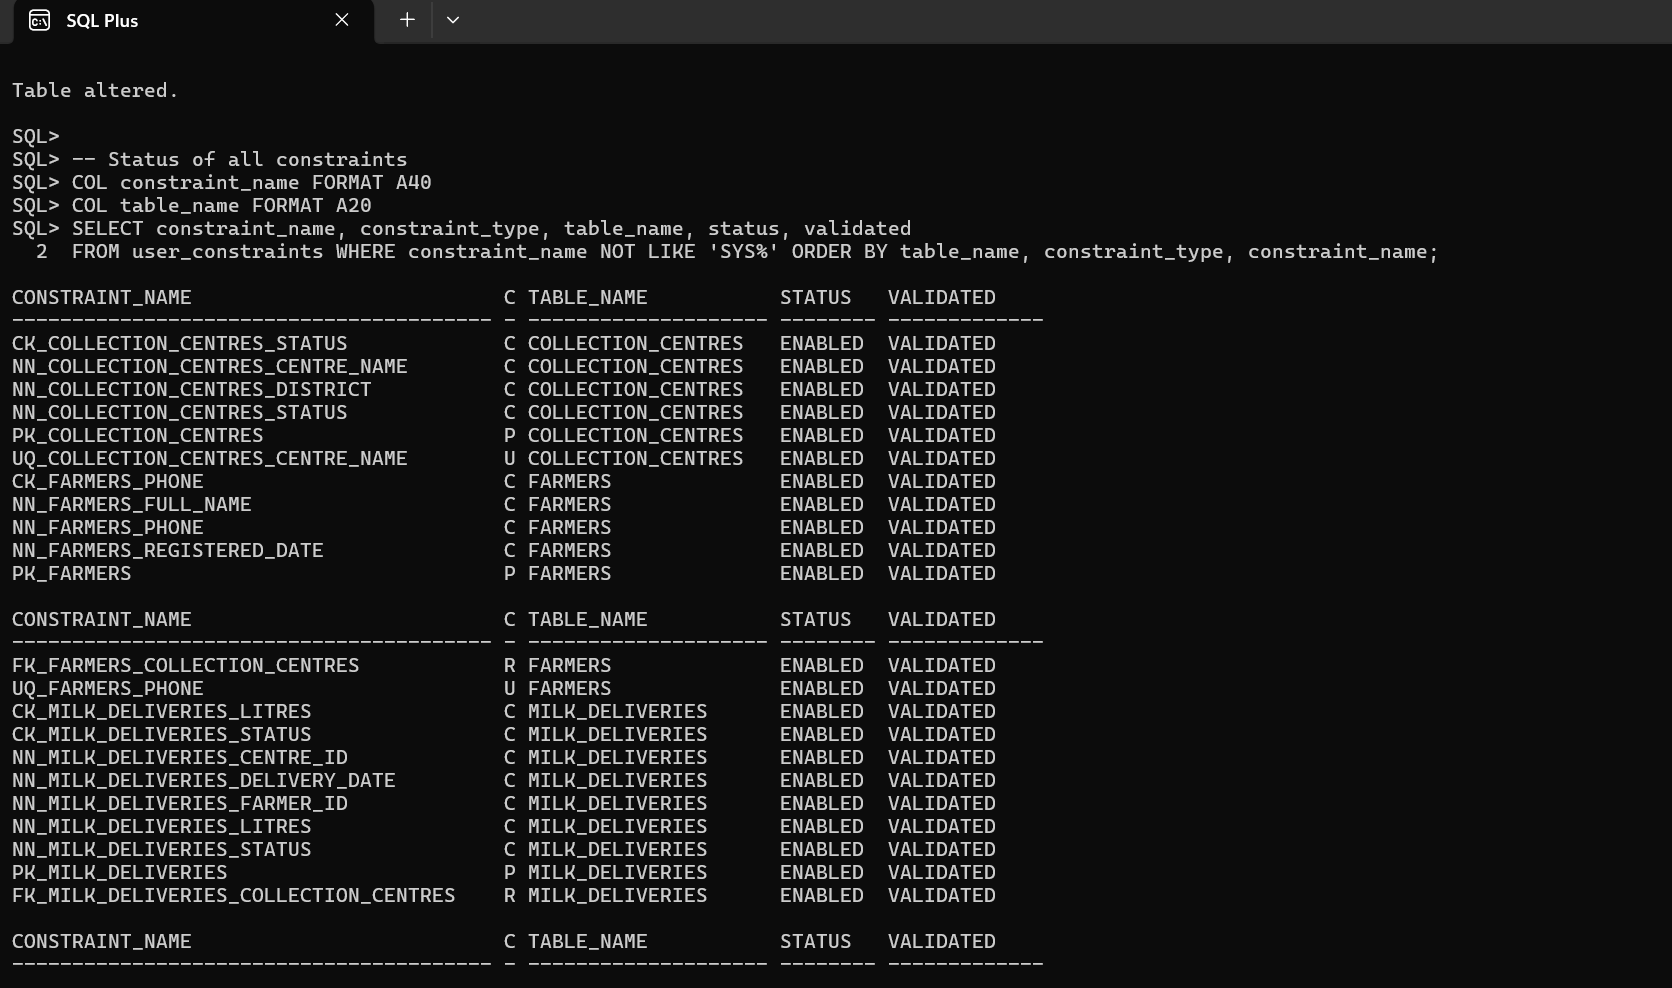 SQL Plus
Table altered.
SQL>
SQL> -- Status of all constraints
SQL> COL constraint_name FORMAT A40
SQL> COL table_name FORMAT A20
SQL> SELECT constraint_name, constraint_type, table_name, status, validated
  2  FROM user_constraints WHERE constraint_name NOT LIKE 'SYS%' ORDER BY table_name, constraint_type, constraint_name;
CONSTRAINT_NAME                          C TABLE_NAME           STATUS   VALIDATED
---------------------------------------- - -------------------- -------- -------------
CK_COLLECTION_CENTRES_STATUS             C COLLECTION_CENTRES   ENABLED  VALIDATED
NN_COLLECTION_CENTRES_CENTRE_NAME        C COLLECTION_CENTRES   ENABLED  VALIDATED
NN_COLLECTION_CENTRES_DISTRICT           C COLLECTION_CENTRES   ENABLED  VALIDATED
NN_COLLECTION_CENTRES_STATUS             C COLLECTION_CENTRES   ENABLED  VALIDATED
PK_COLLECTION_CENTRES                    P COLLECTION_CENTRES   ENABLED  VALIDATED
UQ_COLLECTION_CENTRES_CENTRE_NAME        U COLLECTION_CENTRES   ENABLED  VALIDATED
CK_FARMERS_PHONE                         C FARMERS              ENABLED  VALIDATED
NN_FARMERS_FULL_NAME                     C FARMERS              ENABLED  VALIDATED
NN_FARMERS_PHONE                         C FARMERS              ENABLED  VALIDATED
NN_FARMERS_REGISTERED_DATE               C FARMERS              ENABLED  VALIDATED
PK_FARMERS                               P FARMERS              ENABLED  VALIDATED
CONSTRAINT_NAME                          C TABLE_NAME           STATUS   VALIDATED
---------------------------------------- - -------------------- -------- -------------
FK_FARMERS_COLLECTION_CENTRES            R FARMERS              ENABLED  VALIDATED
UQ_FARMERS_PHONE                         U FARMERS              ENABLED  VALIDATED
CK_MILK_DELIVERIES_LITRES                C MILK_DELIVERIES      ENABLED  VALIDATED
CK_MILK_DELIVERIES_STATUS                C MILK_DELIVERIES      ENABLED  VALIDATED
NN_MILK_DELIVERIES_CENTRE_ID             C MILK_DELIVERIES      ENABLED  VALIDATED
NN_MILK_DELIVERIES_DELIVERY_DATE         C MILK_DELIVERIES      ENABLED  VALIDATED
NN_MILK_DELIVERIES_FARMER_ID             C MILK_DELIVERIES      ENABLED  VALIDATED
NN_MILK_DELIVERIES_LITRES                C MILK_DELIVERIES      ENABLED  VALIDATED
NN_MILK_DELIVERIES_STATUS                C MILK_DELIVERIES      ENABLED  VALIDATED
PK_MILK_DELIVERIES                       P MILK_DELIVERIES      ENABLED  VALIDATED
FK_MILK_DELIVERIES_COLLECTION_CENTRES    R MILK_DELIVERIES      ENABLED  VALIDATED
CONSTRAINT_NAME                          C TABLE_NAME           STATUS   VALIDATED
---------------------------------------- - -------------------- -------- -------------